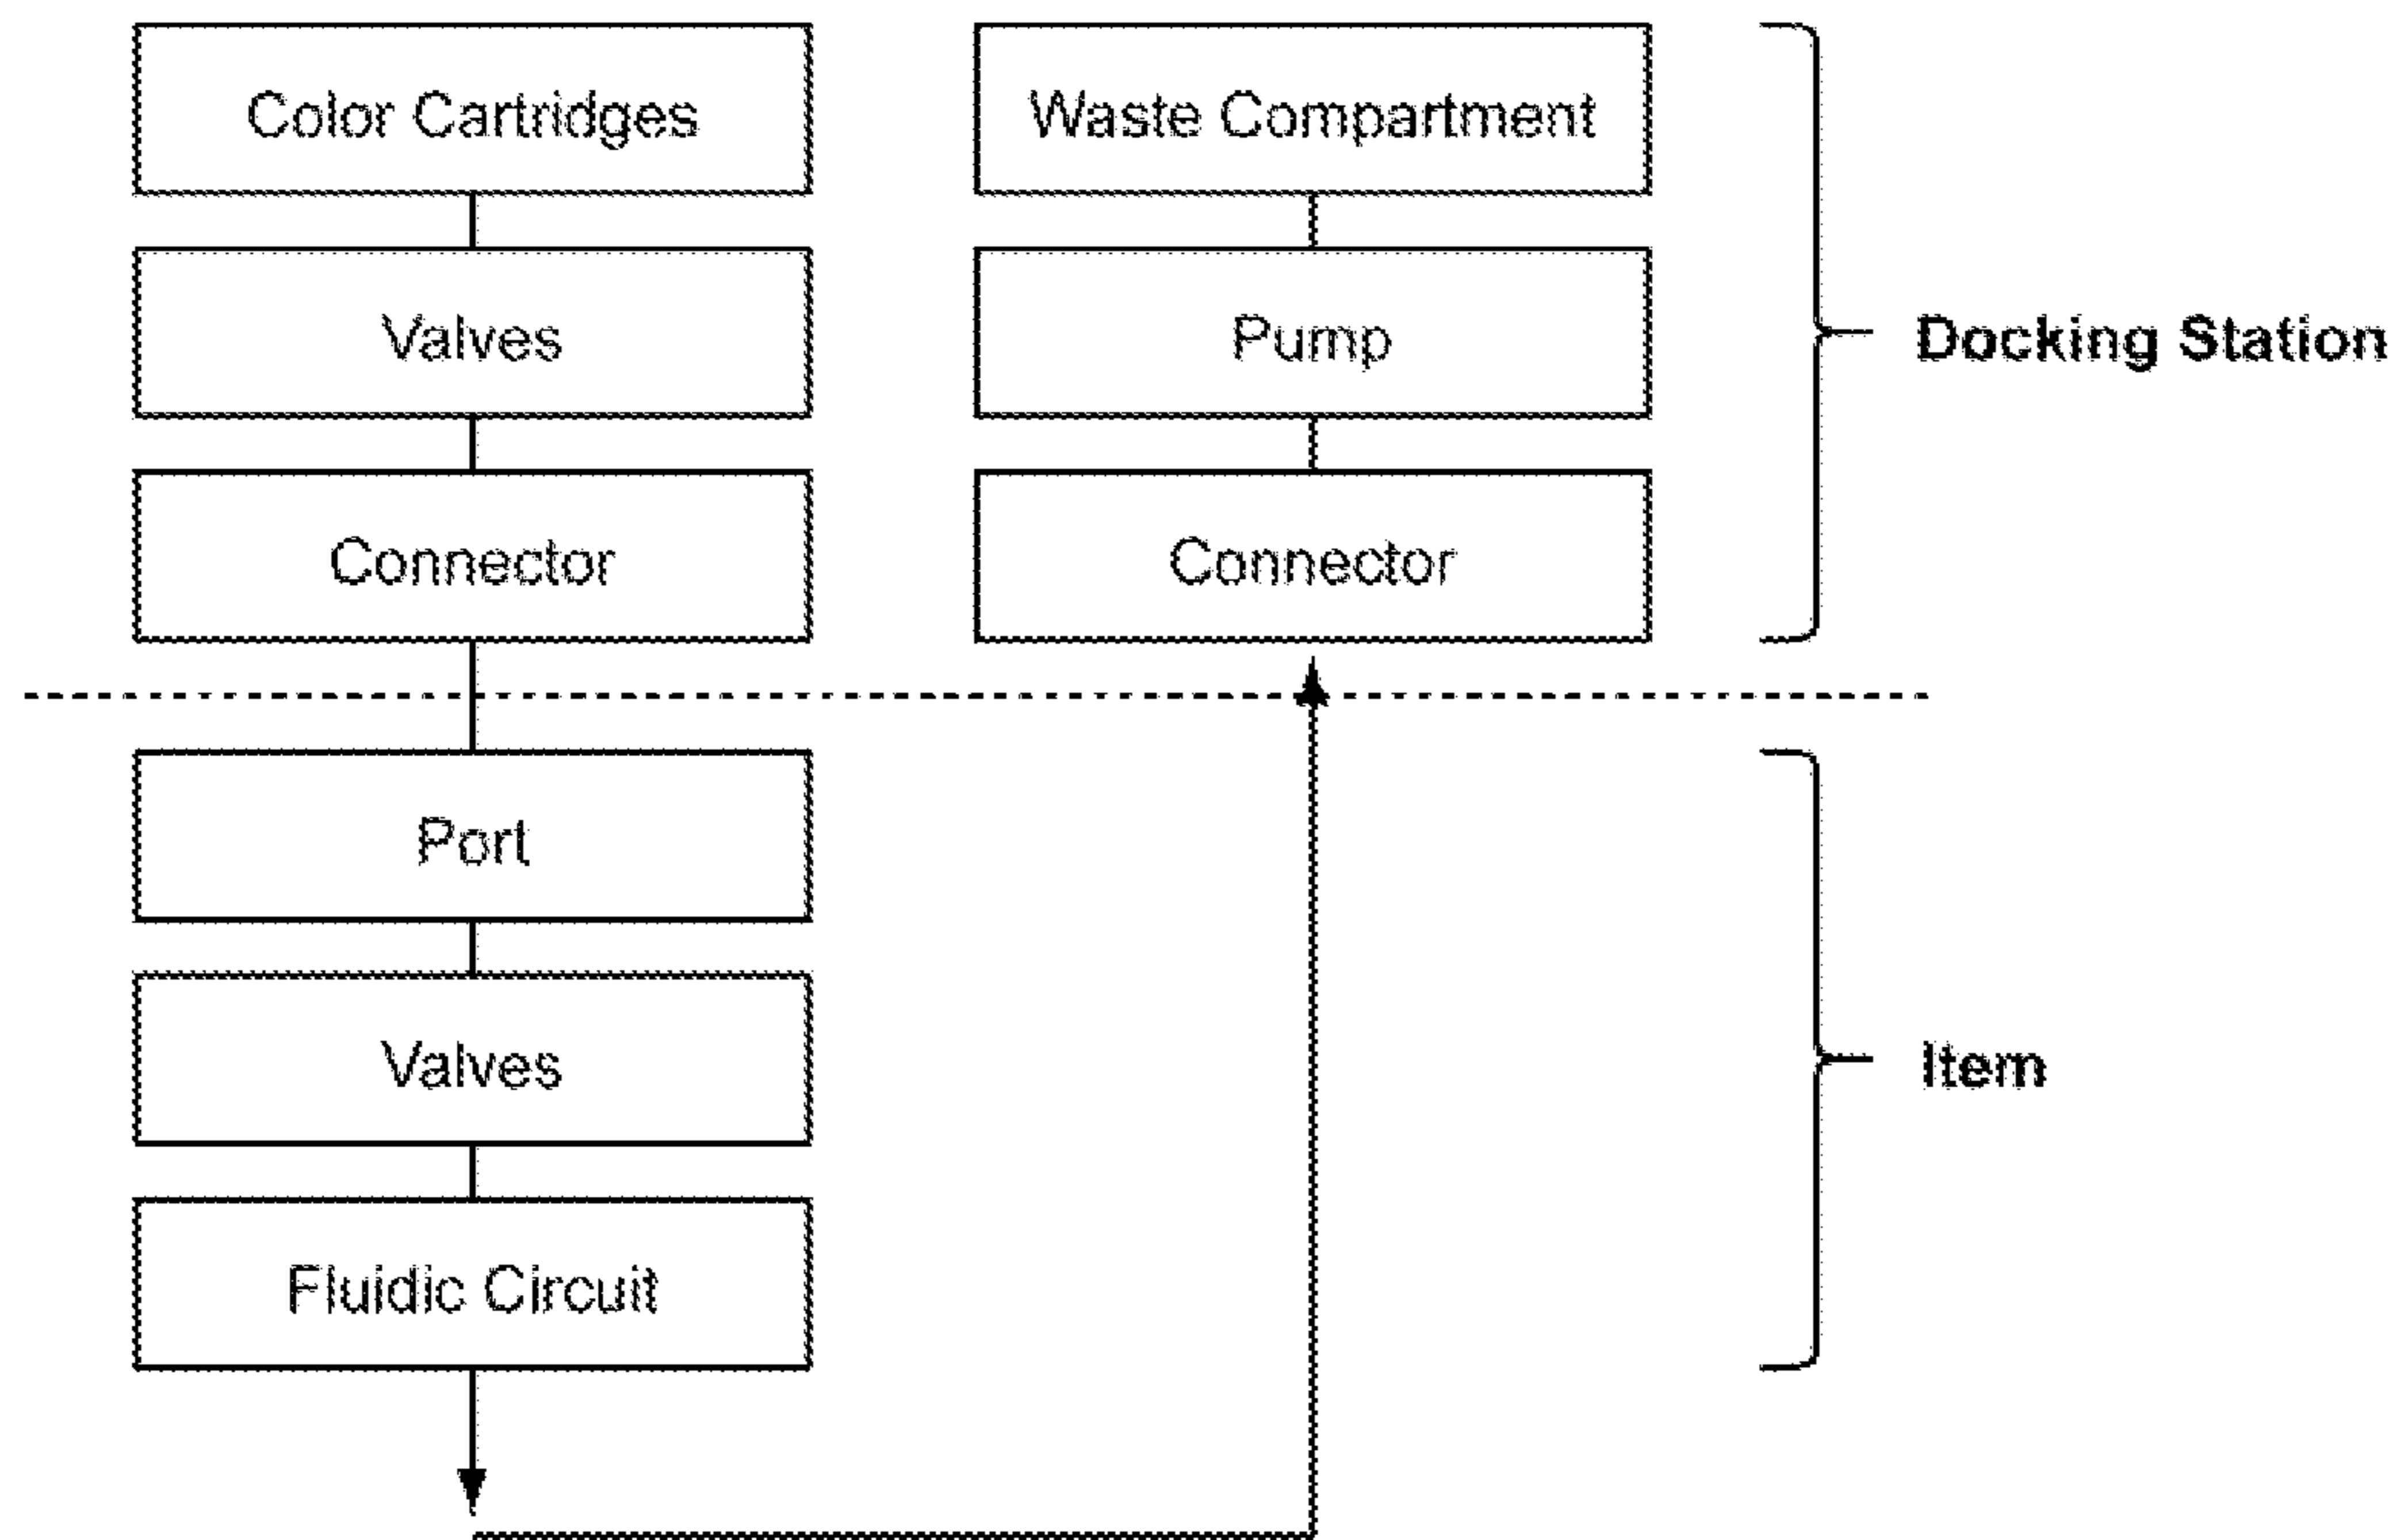 Color Cartridges
Waste Compartment
Valves
Pump
Docking Station
Connector
Connector
Port
Valves
Item
Fluidic Circuit